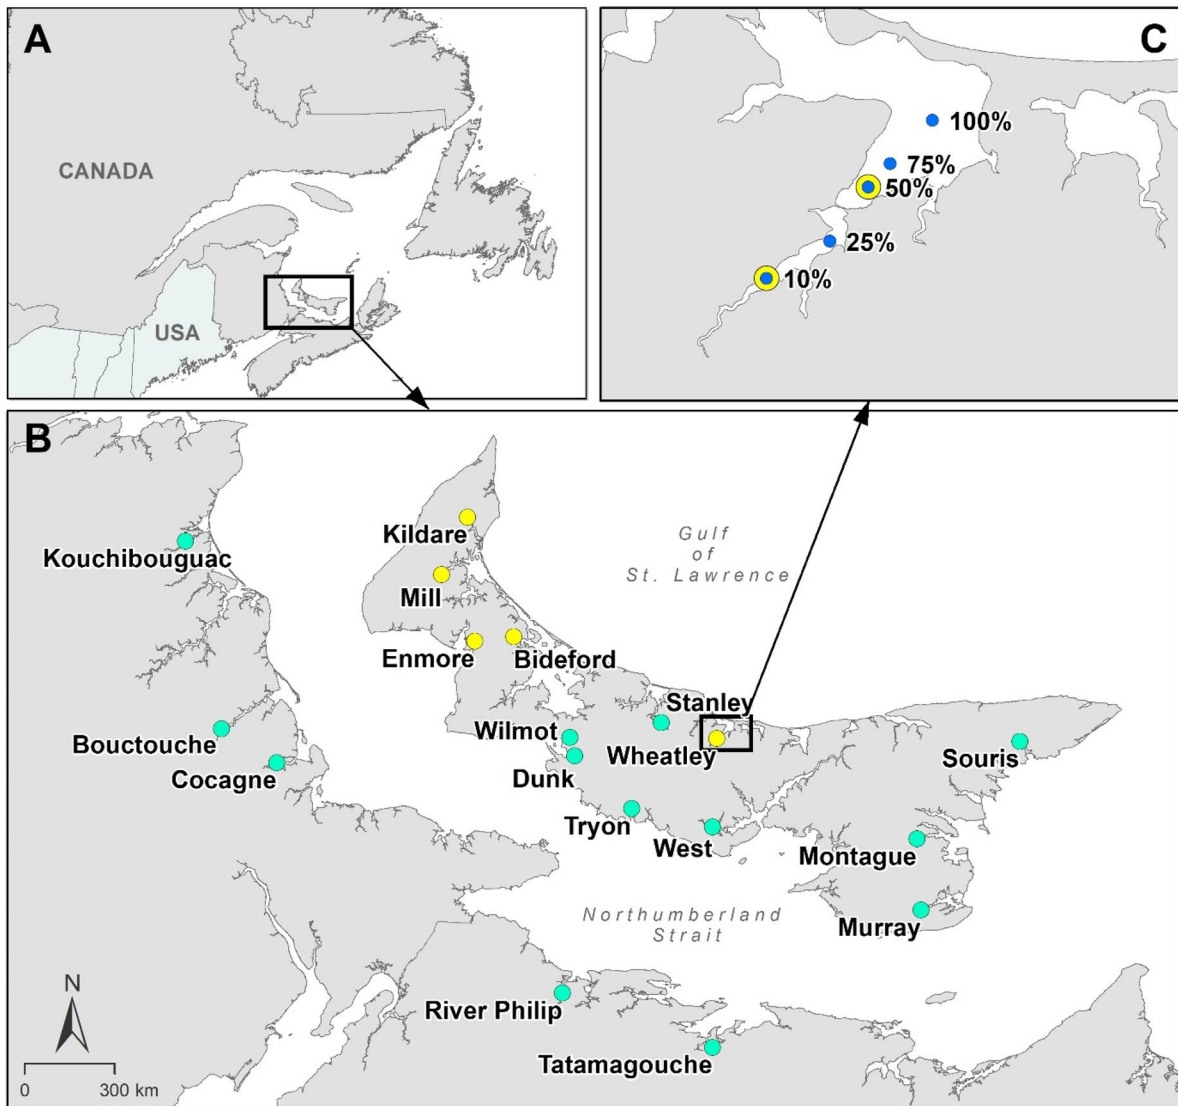 A
CANADA
USA
C
100%
75%
50%
25%
10%
B
Kildare
Kouchibouguac
Gulf
of
St. Lawrence
Mill
Enmore
Bideford
Stanley
Wilmot
Wheatley
Bouctouche
Souris
Cocagne
Dunk
Tryon
West
Montague
Northumberland
Strait
Murray
N
River Philip
Tatamagouche
0 300 km